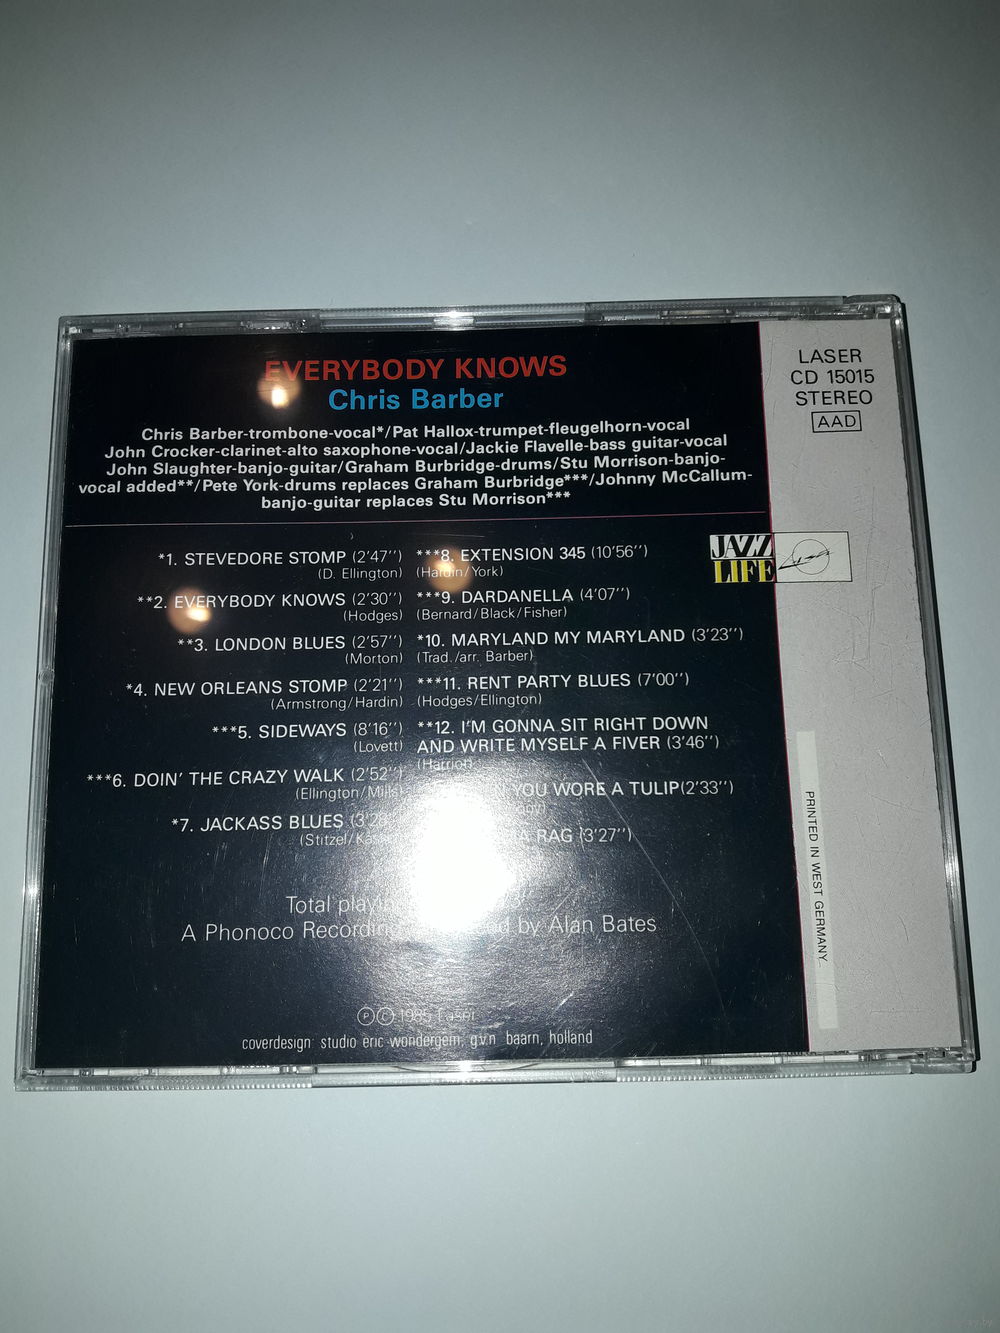 EVERYBODY KNOWS
Chris Barber
Chris Barber-trombone-vocal*/Pat Hallox-trumpet-fleugelhorn-vocal
John Crocker-clarinet-alto saxophone-vocal/Jackie Flavelle-bass guitar-vocal
John Slaughter-banjo-guitar/Graham Burbridge-drums/Stu Morrison-banjo-
vocal added**/Pete York-drums replaces Graham Burbridge***/Johnny McCallum-
banjo-guitar replaces Stu Morrison***
*1. STEVEDORE STOMP (2'47'')
(D. Ellington)
**2. EVERYBODY KNOWS (2'30'')
(Hodges)
**3. LONDON BLUES (2'57'')
(Morton)
*4. NEW ORLEANS STOMP (2'21'')
(Armstrong/Hardin)
***5. SIDEWAYS (8'16'')
(Lovett)
***6. DOIN' THE CRAZY WALK (2'52'')
(Ellington/Mills)
*7. JACKASS BLUES (3'28
(Stitzel/
***8. EXTENSION 345 (10'56'')
(Hardin/York)
***9. DARDANELLA (4'07'')
(Bernard/Black/Fisher)
*10. MARYLAND MY MARYLAND (3'23'')
(Trad./arr. Barber)
***11. RENT PARTY BLUES (7'00'')
(Hodges/Ellington)
**12. I'M GONNA SIT RIGHT DOWN
AND WRITE MYSELF A FIVER (3'46'')
(Harriot)
YOU WORE A TULIP(2'33'')
RAG (3'27'')
Total
A Phonoco Recording by Alan Bates
Ⓟ© 1985 Laser
coverdesign: studio eric wondergem, g.v.n. baarn, holland
LASER
CD 15015
STEREO
AAD
JAZZ
LIFE
Laser
PRINTED IN WEST GERMANY.